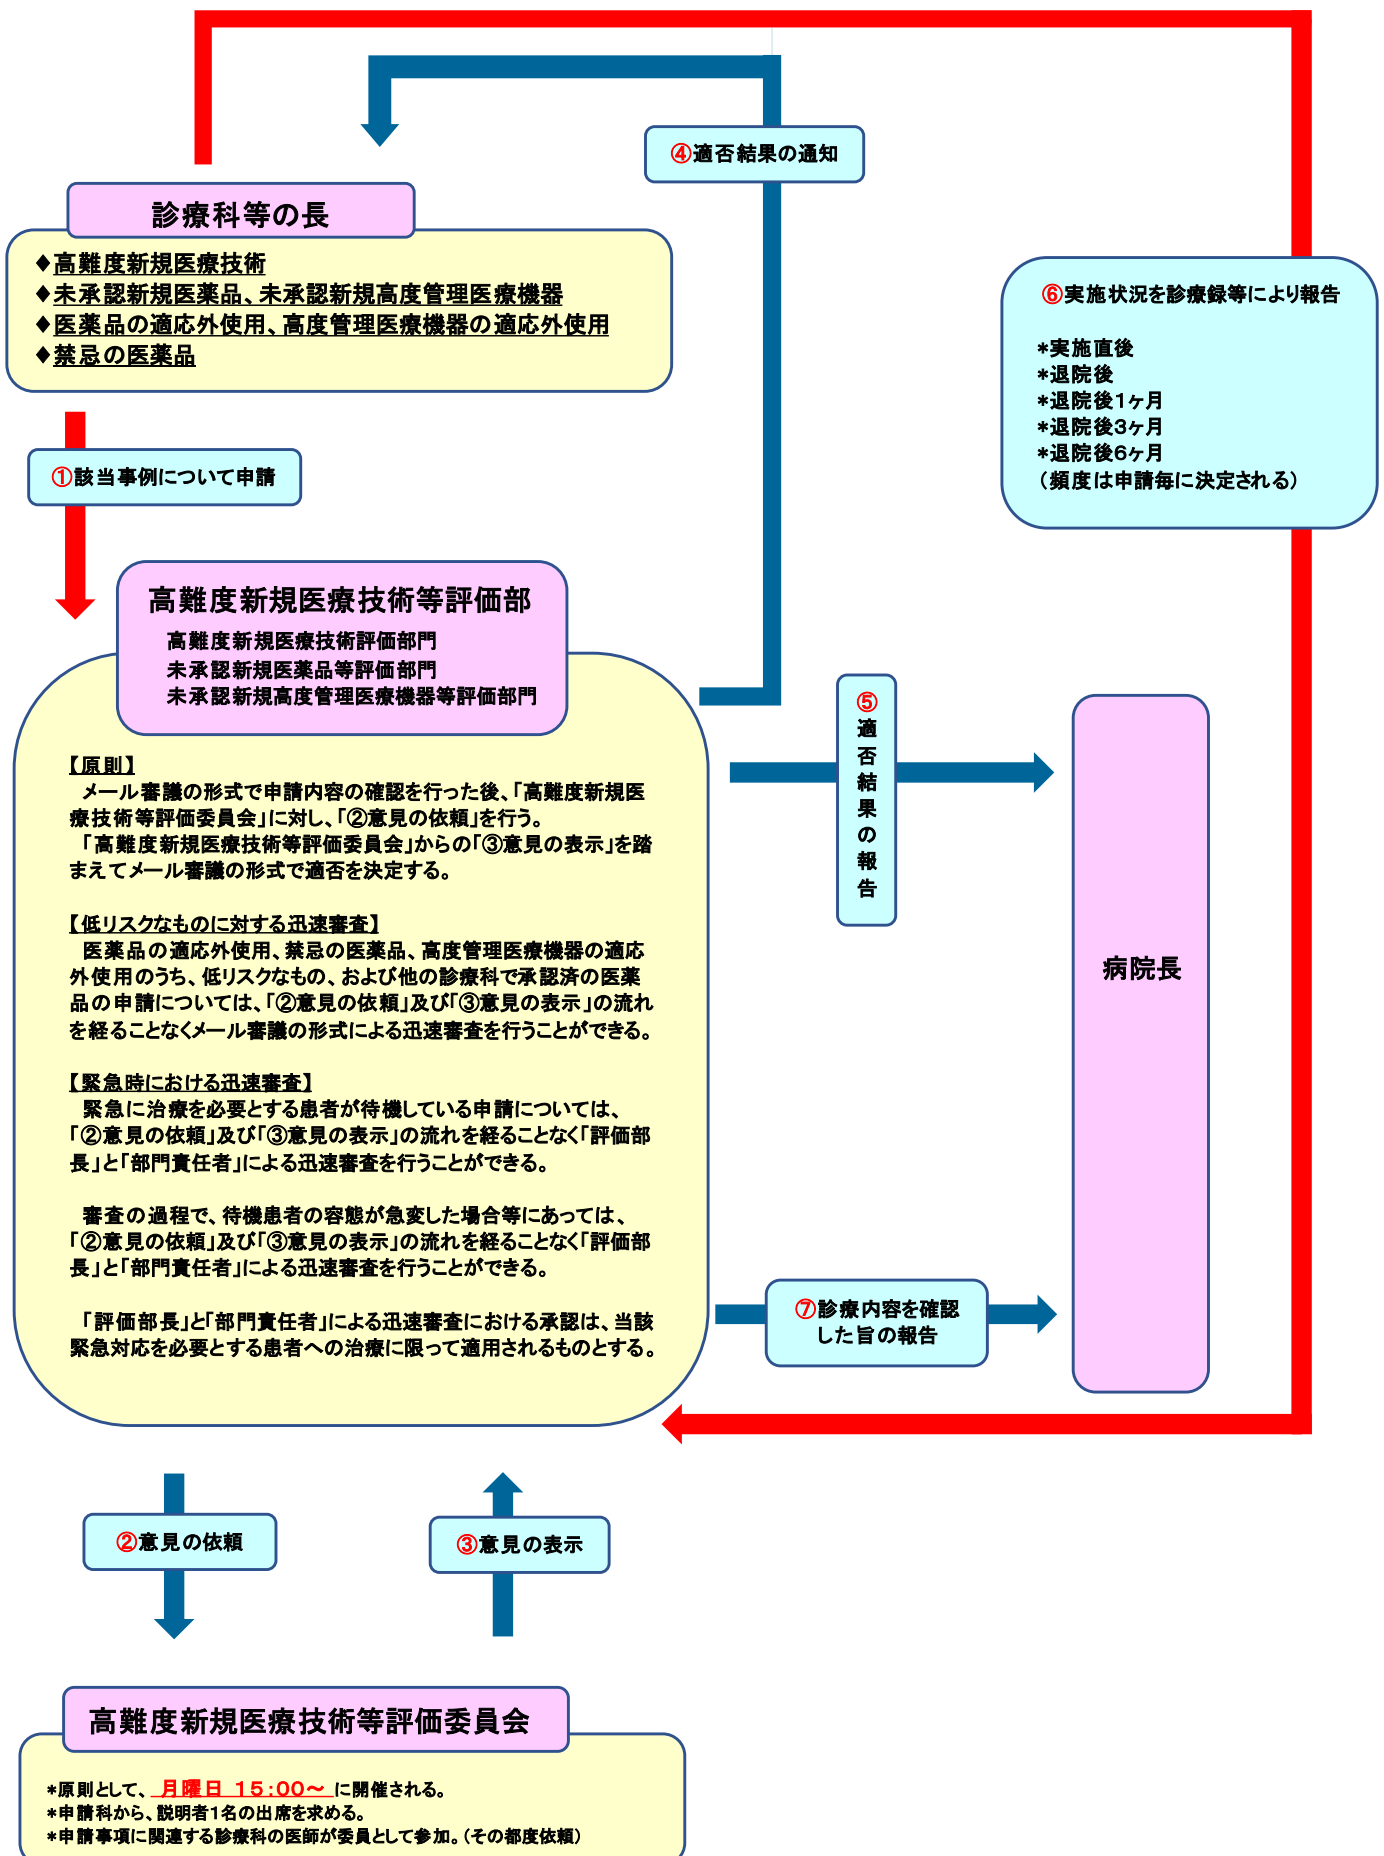 ④適否結果の通知
診療科等の長
♦高難度新規医療技術
♦未承認新規医薬品、未承認新規高度管理医療機器
♦医薬品の適応外使用、高度管理医療機器の適応外使用
♦禁忌の医薬品
⑥実施状況を診療録等により報告
*実施直後
*退院後
*退院後1ヶ月
*退院後3ヶ月
*退院後6ヶ月
（頻度は申請毎に決定される）
①該当事例について申請
高難度新規医療技術等評価部
高難度新規医療技術評価部門
未承認新規医薬品等評価部門
未承認新規高度管理医療機器等評価部門
【原則】
メール審議の形式で申請内容の確認を行った後、「高難度新規医
療技術等評価委員会」に対し、「②意見の依頼」を行う。
「高難度新規医療技術等評価委員会」からの「③意見の表示」を踏
まえてメール審議の形式で適否を決定する。
【低リスクなものに対する迅速審査】
医薬品の適応外使用、禁忌の医薬品、高度管理医療機器の適応
外使用のうち、低リスクなもの、および他の診療科で承認済の医薬
品の申請については、「②意見の依頼」及び「③意見の表示」の流れ
を経ることなくメール審議の形式による迅速審査を行うことができる。
【緊急時における迅速審査】
緊急に治療を必要とする患者が待機している申請については、
「②意見の依頼」及び「③意見の表示」の流れを経ることなく「評価部
長」と「部門責任者」による迅速審査を行うことができる。
審査の過程で、待機患者の容態が急変した場合等にあっては、
「②意見の依頼」及び「③意見の表示」の流れを経ることなく「評価部
長」と「部門責任者」による迅速審査を行うことができる。
「評価部長」と「部門責任者」による迅速審査における承認は、当該
緊急対応を必要とする患者への治療に限って適用されるものとする。
⑤適否結果の報告
病院長
⑦診療内容を確認
した旨の報告
②意見の依頼
③意見の表示
高難度新規医療技術等評価委員会
*原則として、 月曜日 15:00～ に開催される。
*申請科から、説明者1名の出席を求める。
*申請事項に関連する診療科の医師が委員として参加。（その都度依頼）